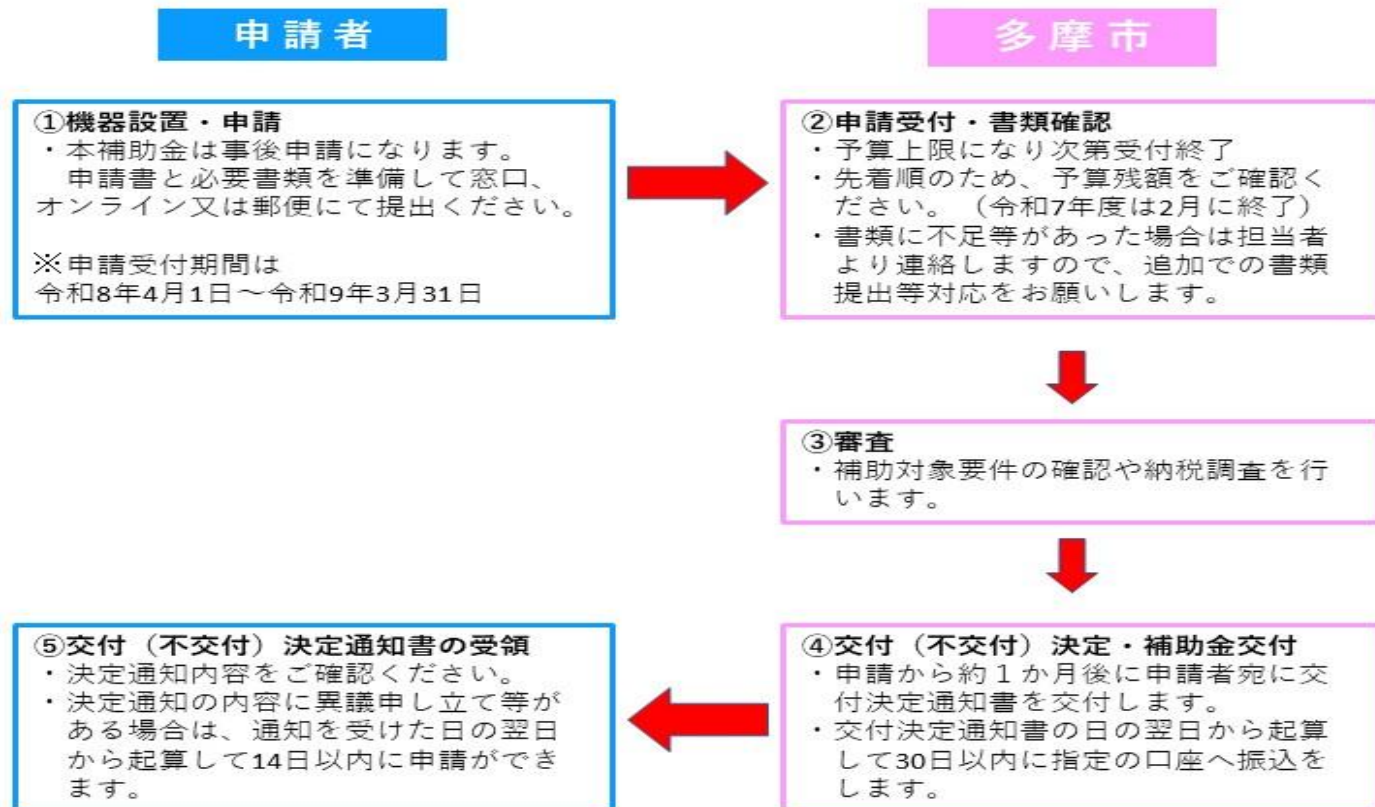 申請者
多摩市
①機器設置・申請
・本補助金は事後申請になります。
申請書と必要書類を準備して窓口、
オンライン又は郵便にて提出ください。
※申請受付期間は
令和8年4月1日～令和9年3月31日
②申請受付・書類確認
・予算上限になり次第受付終了
・先着順のため、予算残額をご確認く
ださい。（令和7年度は2月に終了）
・書類に不足等があった場合は担当者
より連絡しますので、追加での書類
提出等対応をお願いします。
③審査
・補助対象要件の確認や納税調査を行
います。
④交付（不交付）決定・補助金交付
・申請から約１か月後に申請者宛に交
付決定通知書を交付します。
・交付決定通知書の日の翌日から起算
して30日以内に指定の口座へ振込を
します。
⑤交付（不交付）決定通知書の受領
・決定通知内容をご確認ください。
・決定通知の内容に異議申し立て等が
ある場合は、通知を受けた日の翌日
から起算して14日以内に申請ができ
ます。